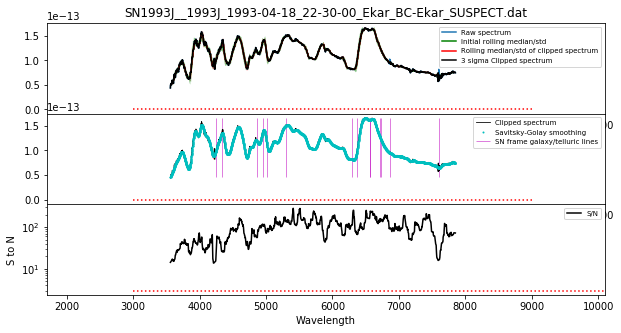 SN1993J__1993J_1993-04-18_22-30-00_Ekar_BC-Ekar_SUSPECT.dat
1e−13
1.5
1.0
0.5
0.0
Raw spectrum
Initial rolling median/std
Rolling median/std of clipped spectrum
3 sigma Clipped spectrum
1e−13
1.5
1.0
0.5
0.0
Clipped spectrum
Savitsky-Golay smoothing
SN frame galaxy/telluric lines
S to N
10²
10¹
S/N
2000 3000 4000 5000 6000 7000 8000 9000 10000
Wavelength